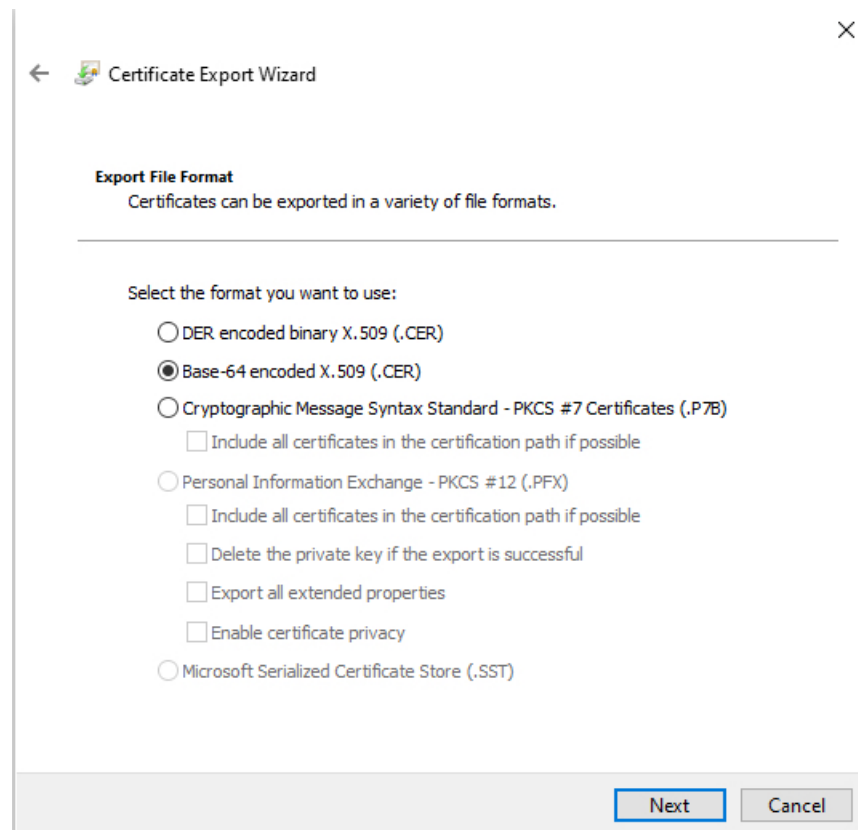 Certificate Export Wizard
Export File Format
Certificates can be exported in a variety of file formats.
Select the format you want to use:
DER encoded binary X.509 (.CER)
Base-64 encoded X.509 (.CER)
Cryptographic Message Syntax Standard - PKCS #7 Certificates (.P7B)
Include all certificates in the certification path if possible
Personal Information Exchange - PKCS #12 (.PFX)
Include all certificates in the certification path if possible
Delete the private key if the export is successful
Export all extended properties
Enable certificate privacy
Microsoft Serialized Certificate Store (.SST)
Next Cancel